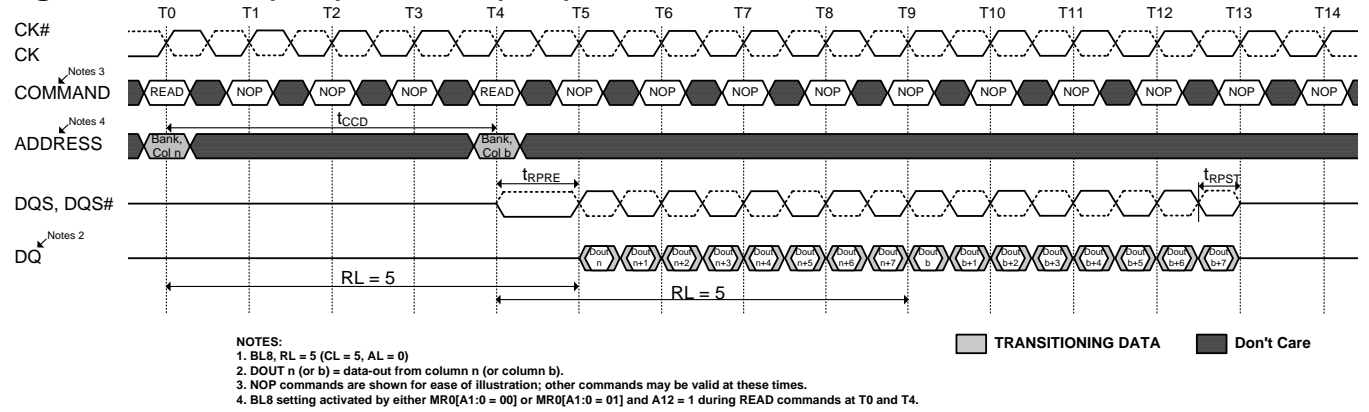 T0 T1 T2 T3 T4 T5 T6 T7 T8 T9 T10 T11 T12 T13 T14
CK#
CK
Notes 3
COMMAND READ NOP NOP NOP READ NOP NOP NOP NOP NOP NOP NOP NOP NOP NOP
Notes 4
tCCD
ADDRESS Bank, Col n Bank, Col b
tRPRE tRPST
DQS, DQS#
Notes 2
DQ Dout n Dout n+1 Dout n+2 Dout n+3 Dout n+4 Dout n+5 Dout n+6 Dout n+7 Dout b Dout b+1 Dout b+2 Dout b+3 Dout b+4 Dout b+5 Dout b+6 Dout b+7
RL = 5 RL = 5
NOTES:
1. BL8, RL = 5 (CL = 5, AL = 0)
2. DOUT n (or b) = data-out from column n (or column b).
3. NOP commands are shown for ease of illustration; other commands may be valid at these times.
4. BL8 setting activated by either MR0[A1:0 = 00] or MR0[A1:0 = 01] and A12 = 1 during READ commands at T0 and T4.
TRANSITIONING DATA Don't Care